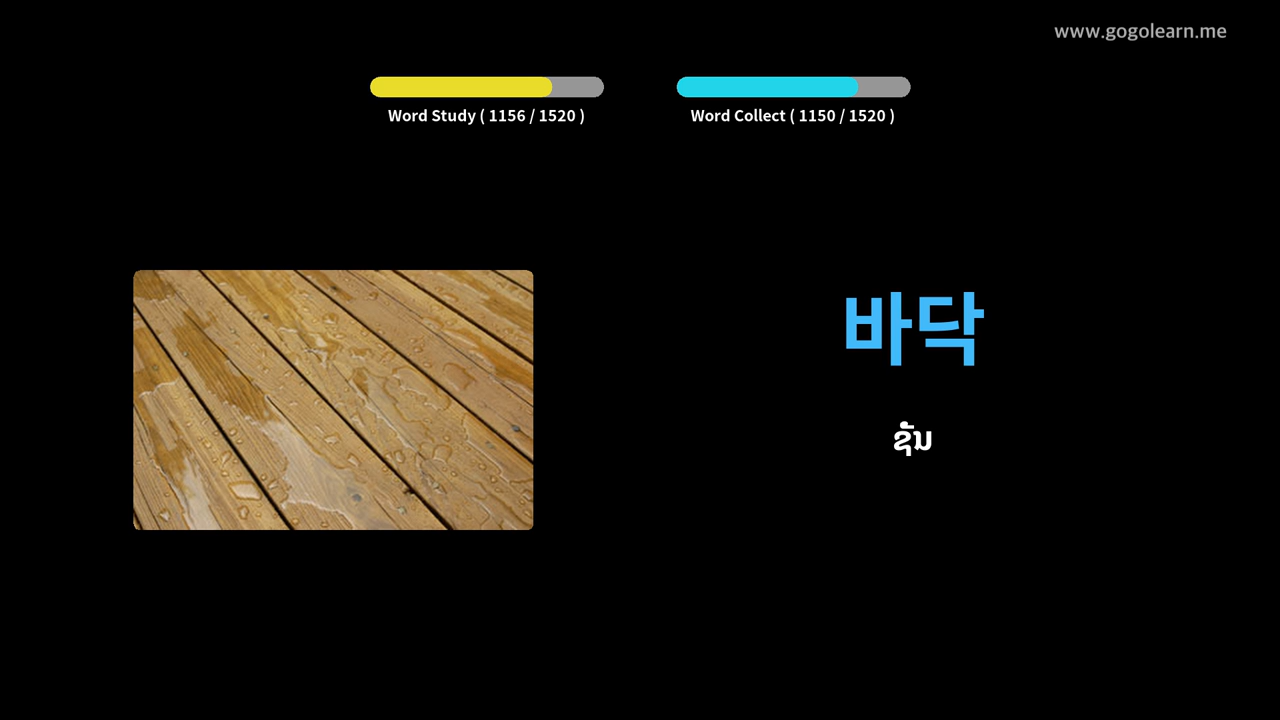 www.gogolearn.me
Word Study ( 1156 / 1520 )
Word Collect ( 1150 / 1520 )
바닥
ຊັ້ນ